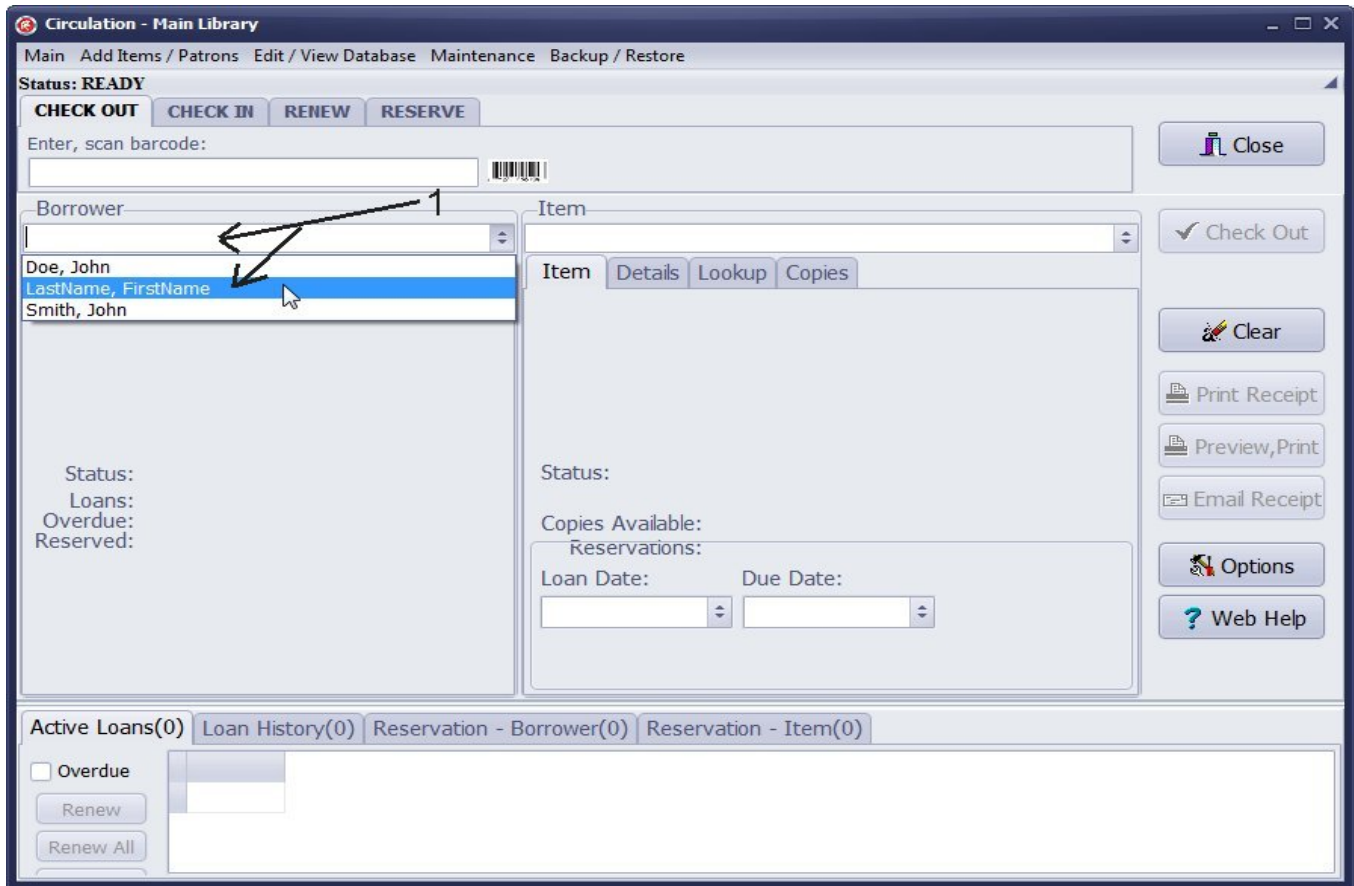 Circulation - Main Library
Main Add Items / Patrons Edit / View Database Maintenance Backup / Restore
Status: READY
CHECK OUT CHECK IN RENEW RESERVE
Enter, scan barcode:
Close
Borrower 1
Item
Check Out
Doe, John
LastName, FirstName
Smith, John
Item Details Lookup Copies
Clear
Print Receipt
Preview,Print
Email Receipt
Status:
Loans:
Overdue:
Reserved:
Status:
Copies Available:
Reservations:
Loan Date: Due Date:
Options
Web Help
Active Loans(0) Loan History(0) Reservation - Borrower(0) Reservation - Item(0)
Overdue
Renew
Renew All